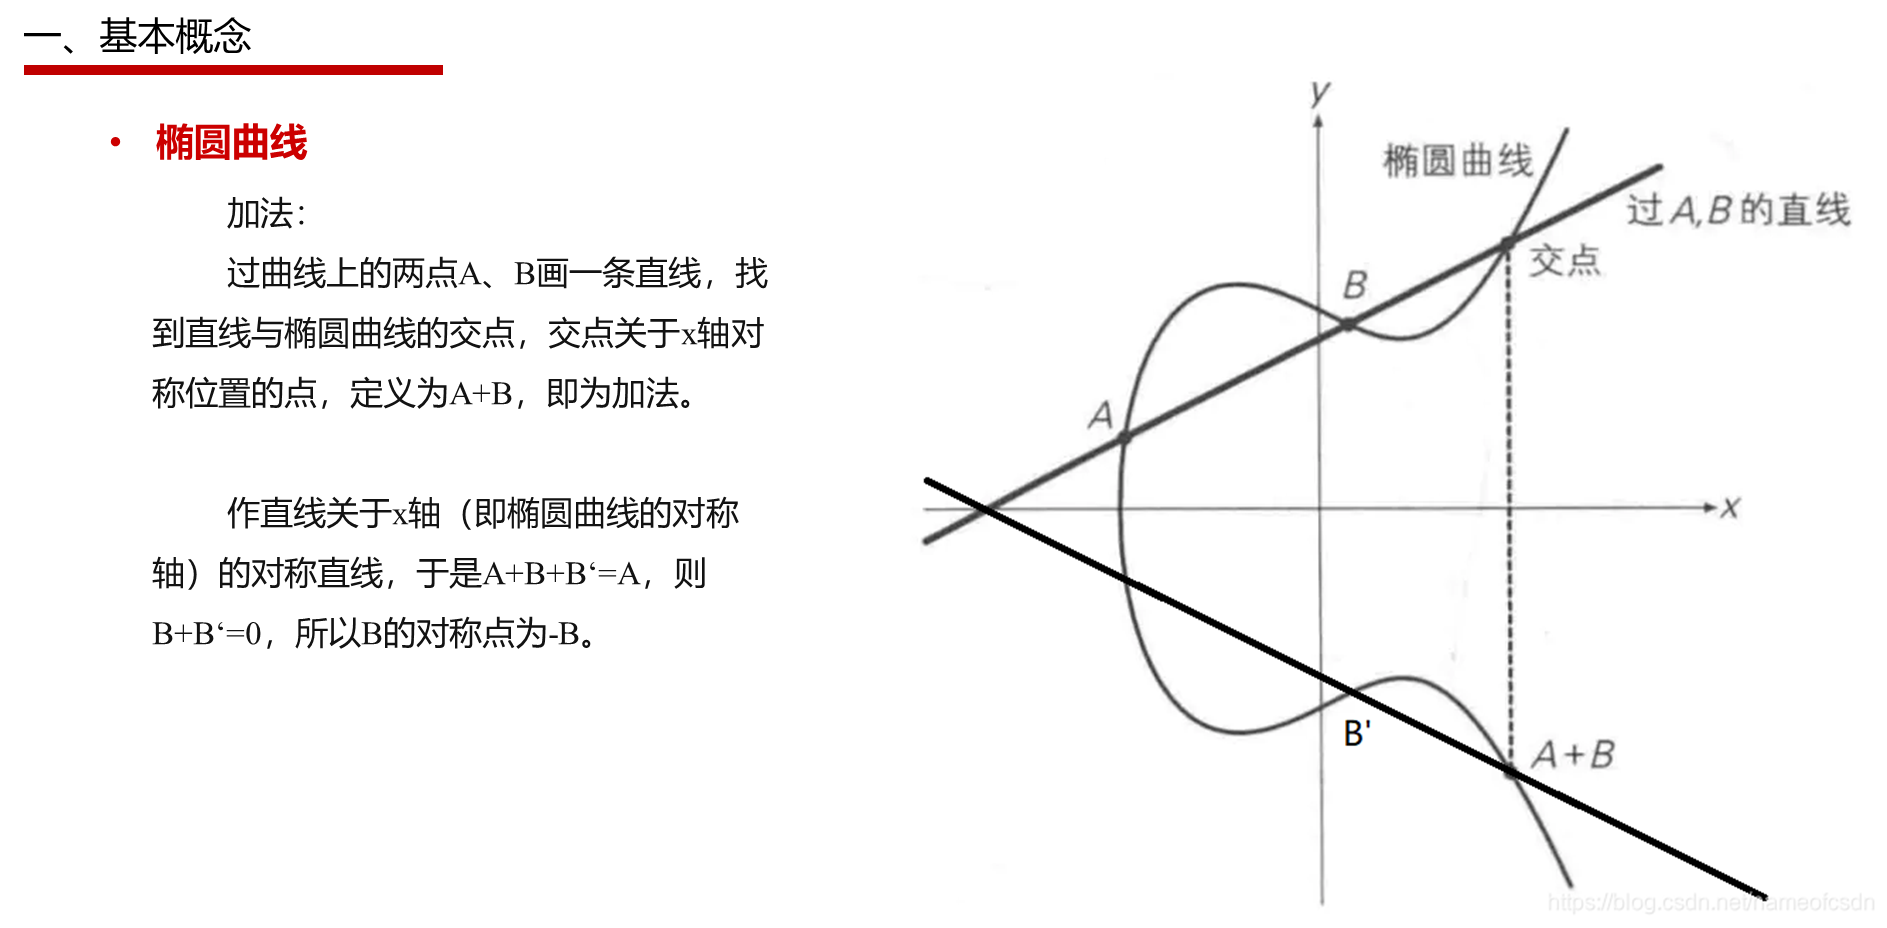 一、基本概念
• 椭圆曲线
加法：
过曲线上的两点A、B画一条直线，找
到直线与椭圆曲线的交点，交点关于x轴对
称位置的点，定义为A+B，即为加法。
作直线关于x轴（即椭圆曲线的对称
轴）的对称直线，于是A+B+B‘=A，则
B+B‘=0，所以B的对称点为-B。
y
椭圆曲线
过A,B的直线
交点
B
A
x
B'
A+B
https://blog.csdn.net/nameofcsdn